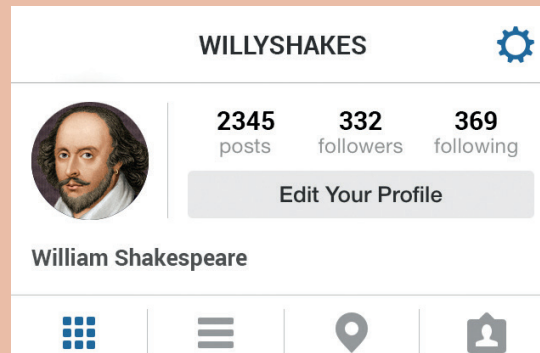 WILLYSHAKES
2345 332 369
posts followers following
Edit Your Profile
William Shakespeare